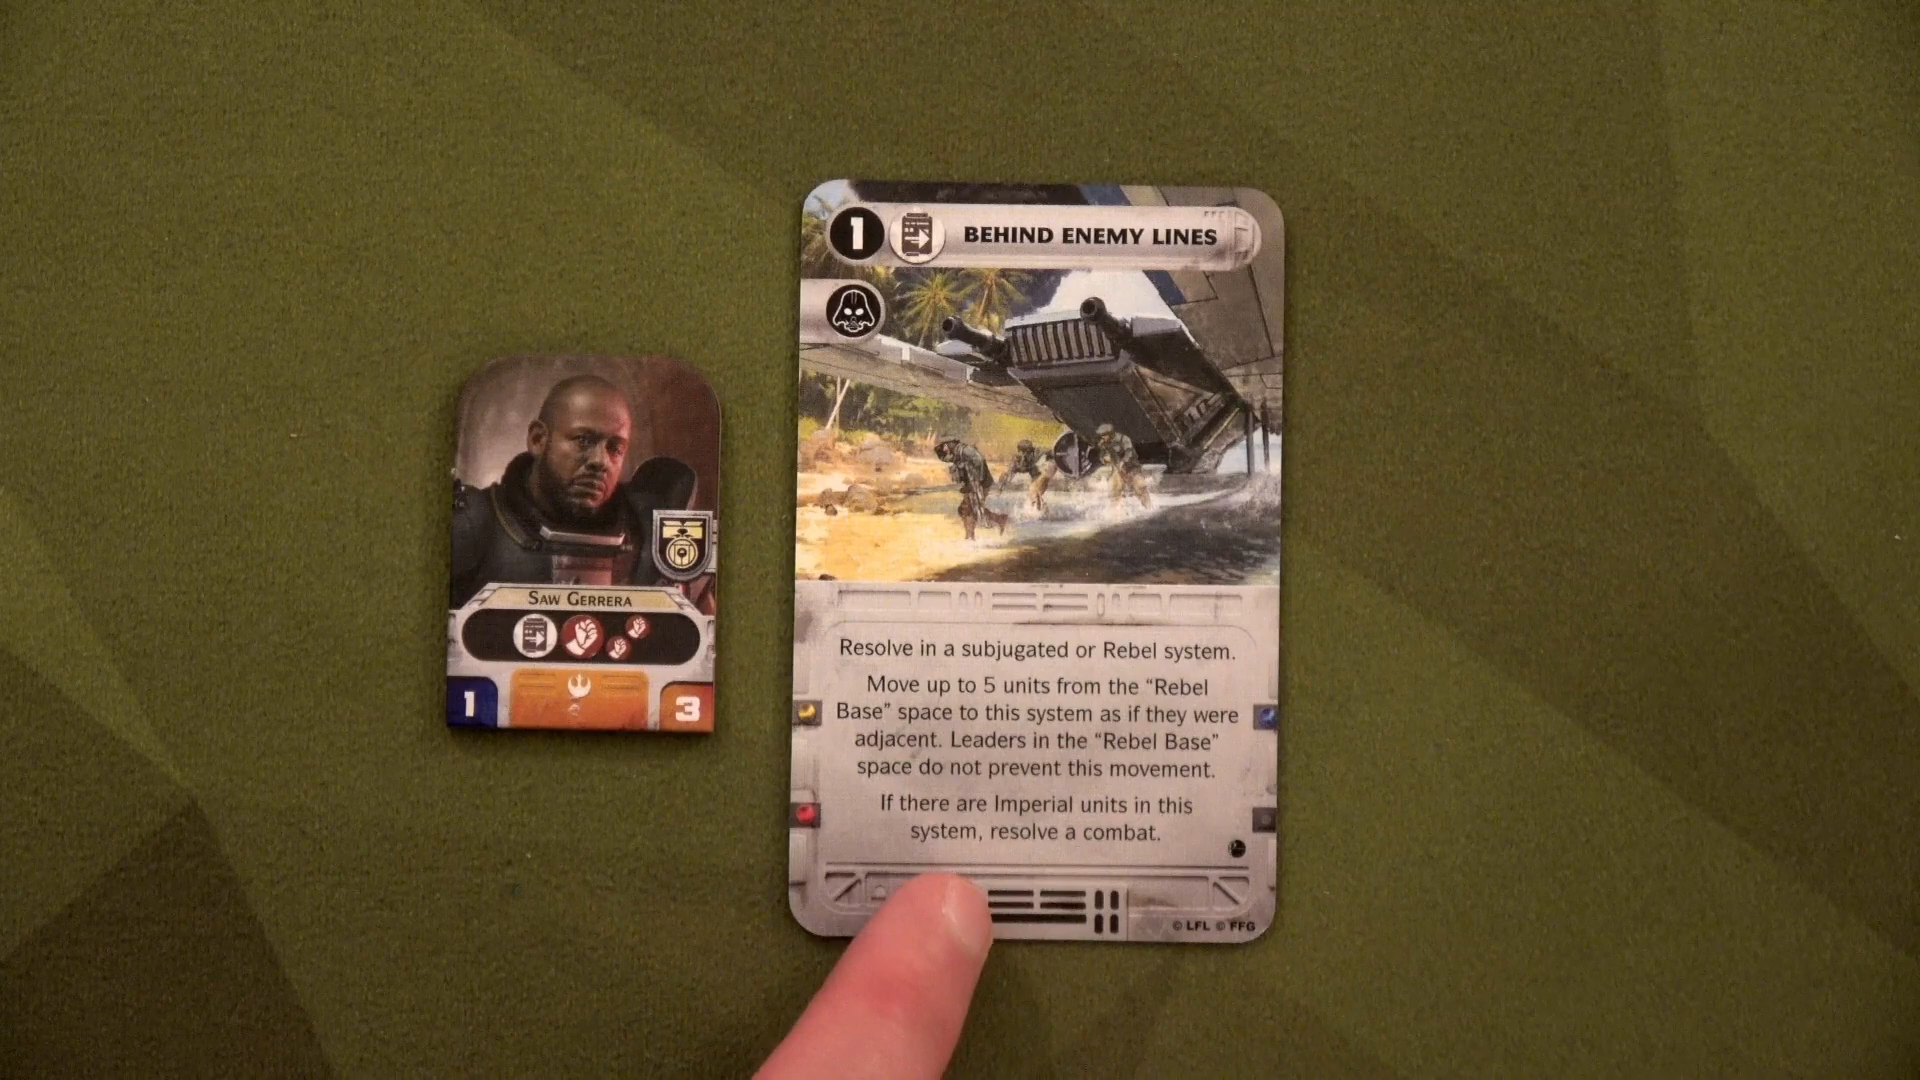 SAW GERRERA
1
3
1
BEHIND ENEMY LINES
Resolve in a subjugated or Rebel system.
Move up to 5 units from the “Rebel
Base” space to this system as if they were
adjacent. Leaders in the “Rebel Base”
space do not prevent this movement.
If there are Imperial units in this
system, resolve a combat.
© LFL © FFG